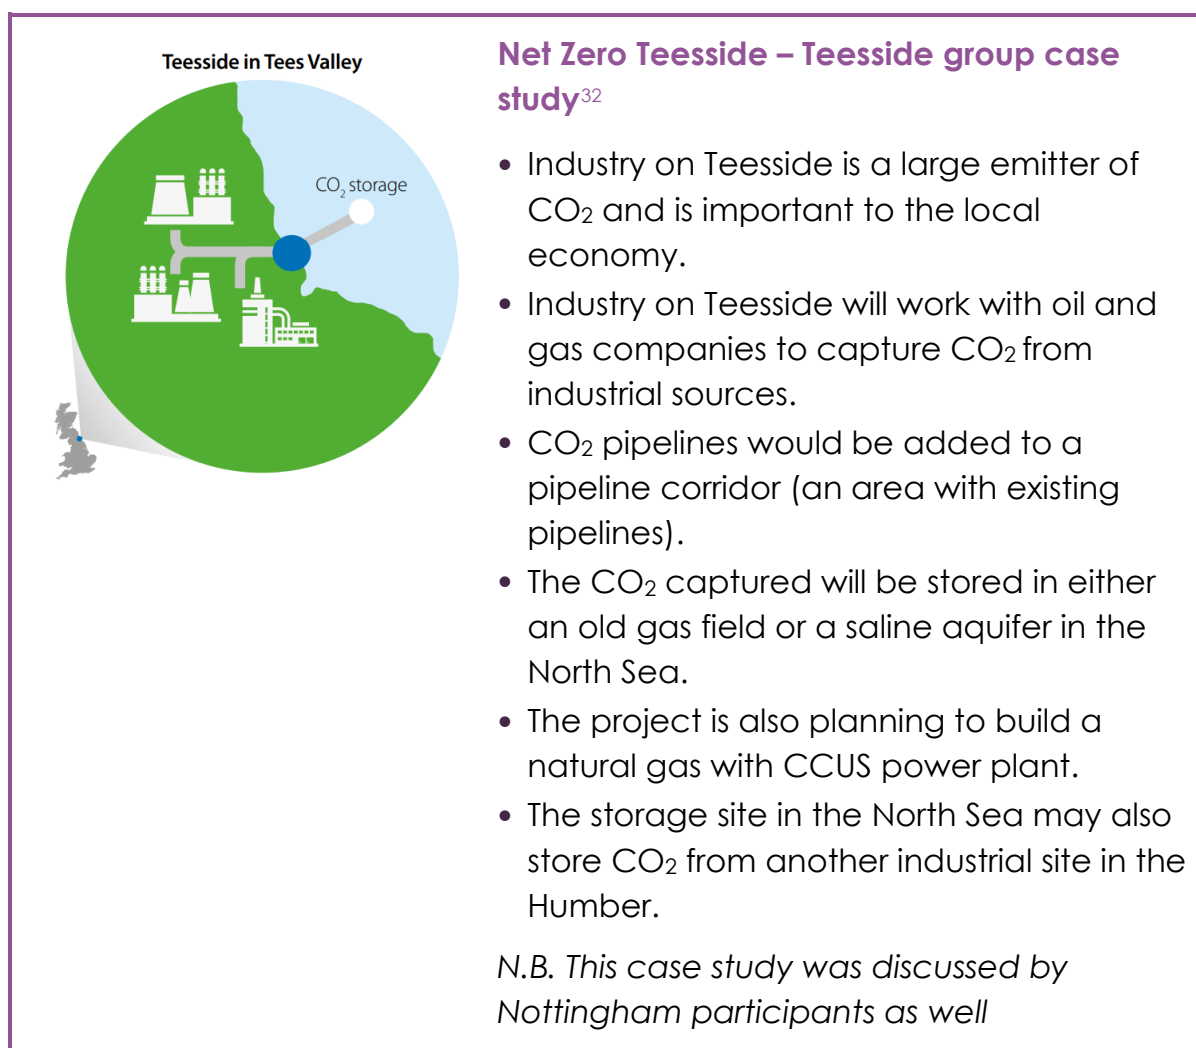 Teesside in Tees Valley
CO₂ storage
Net Zero Teesside – Teesside group case
study³²
• Industry on Teesside is a large emitter of
CO₂ and is important to the local
economy.
• Industry on Teesside will work with oil and
gas companies to capture CO₂ from
industrial sources.
• CO₂ pipelines would be added to a
pipeline corridor (an area with existing
pipelines).
• The CO₂ captured will be stored in either
an old gas field or a saline aquifer in the
North Sea.
• The project is also planning to build a
natural gas with CCUS power plant.
• The storage site in the North Sea may also
store CO₂ from another industrial site in the
Humber.
N.B. This case study was discussed by
Nottingham participants as well